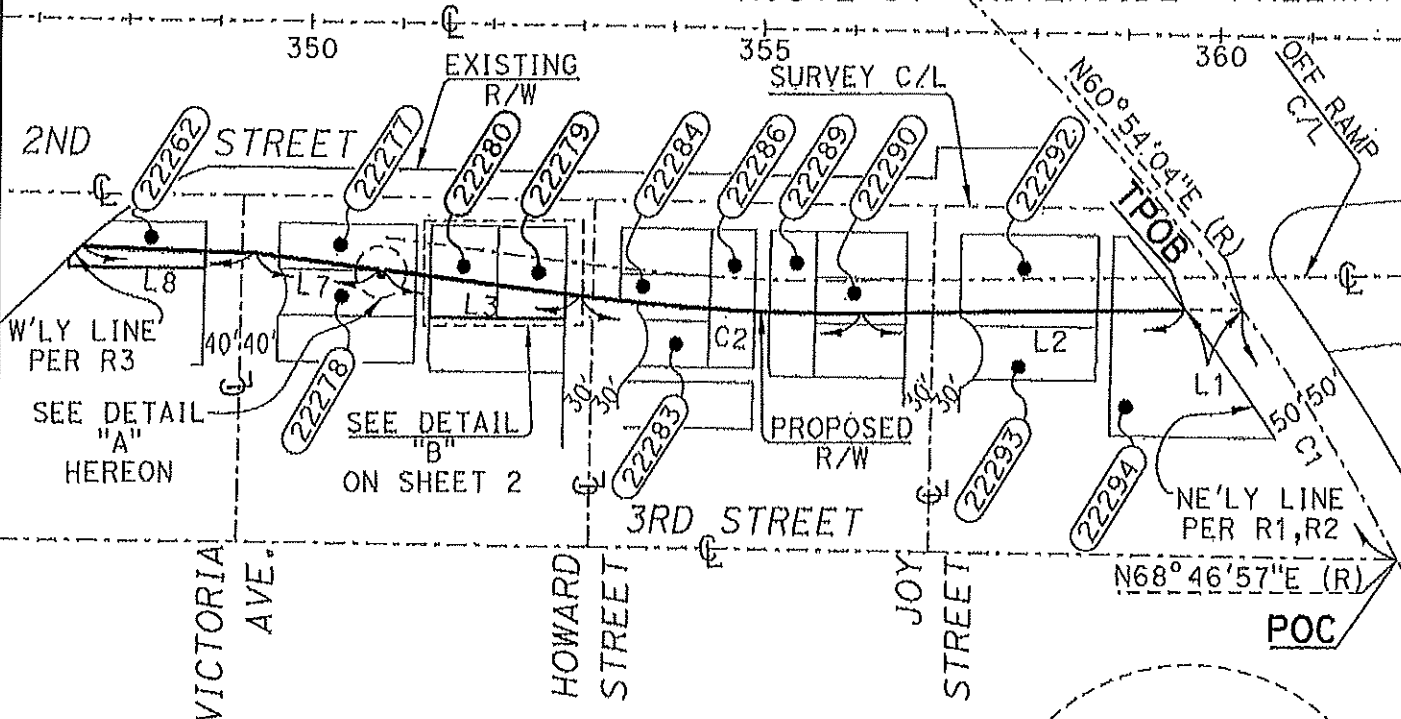 350
355
360
EXISTING
R/W
SURVEY C/L
OFF RAMP
C/L
N60°54'04"E (R)
2ND STREET
22262
22277
22280
22279
22284
22286
22289
22290
22292
TPOB
L8
L7
L3
C2
L2
L1
W'LY LINE
PER R3
40' 40'
30' 30'
30' 30'
50' 50'
C1
SEE DETAIL
"A"
HEREON
22278
SEE DETAIL
"B"
ON SHEET 2
22283
PROPOSED
R/W
22293
22294
NE'LY LINE
PER R1,R2
3RD STREET
N68°46'57"E (R)
POC
VICTORIA
AVE.
HOWARD
STREET
JOY
STREET